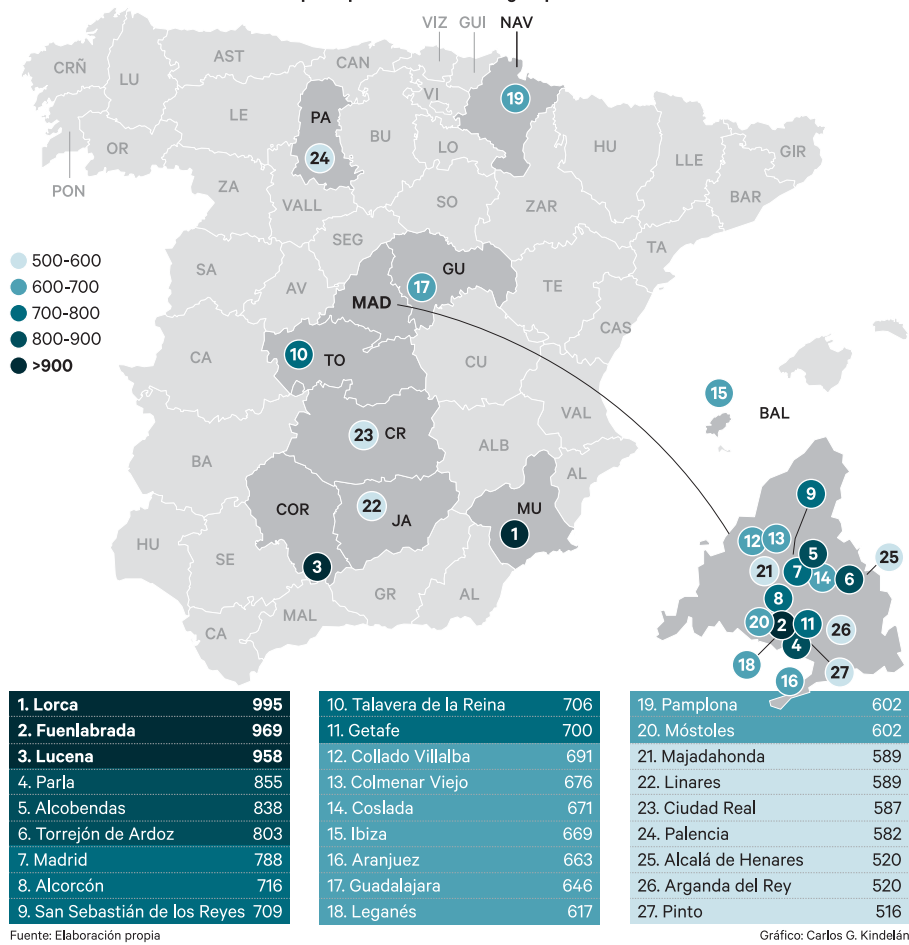 VIZ GUI NAV
AST CAN
CRÑ LU VI 19
LE PA BU HU
OR LO LLE GIR
24
PON ZA VALL SO ZAR BAR
SEG TA
500-600
SA GU
600-700 AV 17 TE
700-800 MAD
800-900 CAS
>900 CA 10 TO CU
15
BAL
VAL
23 CR
BA ALB AL
9
COR 22 JA MU
1
12 13
HU SE 3 5 25
21 7 14 6
GR AL 8
MAL 20 2 11 26
CA 4
18 27
16
1. Lorca 995
2. Fuenlabrada 969
3. Lucena 958
4. Parla 855
5. Alcobendas 838
6. Torrejón de Ardoz 803
7. Madrid 788
8. Alcorcón 716
9. San Sebastián de los Reyes 709
10. Talavera de la Reina 706
11. Getafe 700
12. Collado Villalba 691
13. Colmenar Viejo 676
14. Coslada 671
15. Ibiza 669
16. Aranjuez 663
17. Guadalajara 646
18. Leganés 617
19. Pamplona 602
20. Móstoles 602
21. Majadahonda 589
22. Linares 589
23. Ciudad Real 587
24. Palencia 582
25. Alcalá de Henares 520
26. Arganda del Rey 520
27. Pinto 516
Fuente: Elaboración propia
Gráfico: Carlos G. Kindelán